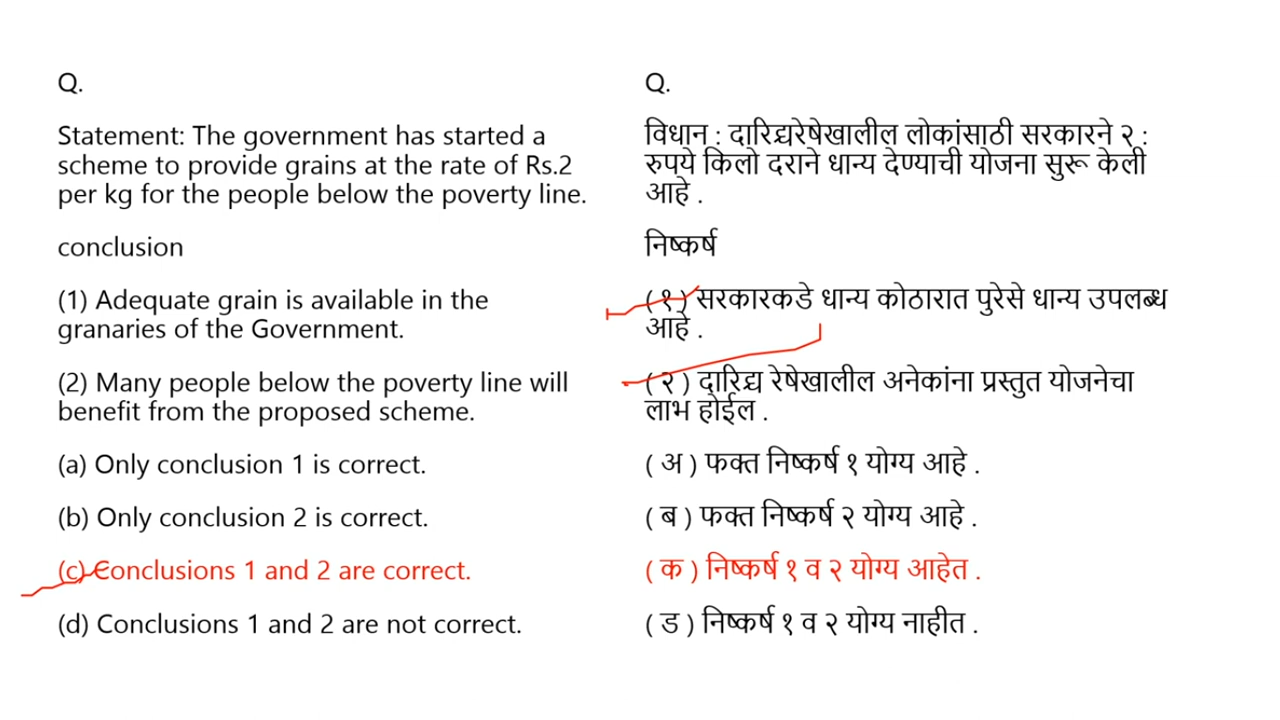 Q.
Statement: The government has started a
scheme to provide grains at the rate of Rs.2
per kg for the people below the poverty line.
conclusion
(1) Adequate grain is available in the
granaries of the Government.
(2) Many people below the poverty line will
benefit from the proposed scheme.
(a) Only conclusion 1 is correct.
(b) Only conclusion 2 is correct.
(c) Conclusions 1 and 2 are correct.
(d) Conclusions 1 and 2 are not correct.
Q.
विधान : दारिद्यरेषेखालील लोकांसाठी सरकारने २ :
रुपये किलो दराने धान्य देण्याची योजना सुरू केली
आहे .
निष्कर्ष
( १ ) सरकारकडे धान्य कोठारात पुरेसे धान्य उपलब्ध
आहे .
( २ ) दारिद्य रेषेखालील अनेकांना प्रस्तुत योजनेचा
लाभ होईल .
( अ ) फक्त निष्कर्ष १ योग्य आहे .
( ब ) फक्त निष्कर्ष २ योग्य आहे .
( क ) निष्कर्ष १ व २ योग्य आहेत .
( ड ) निष्कर्ष १ व २ योग्य नाहीत .